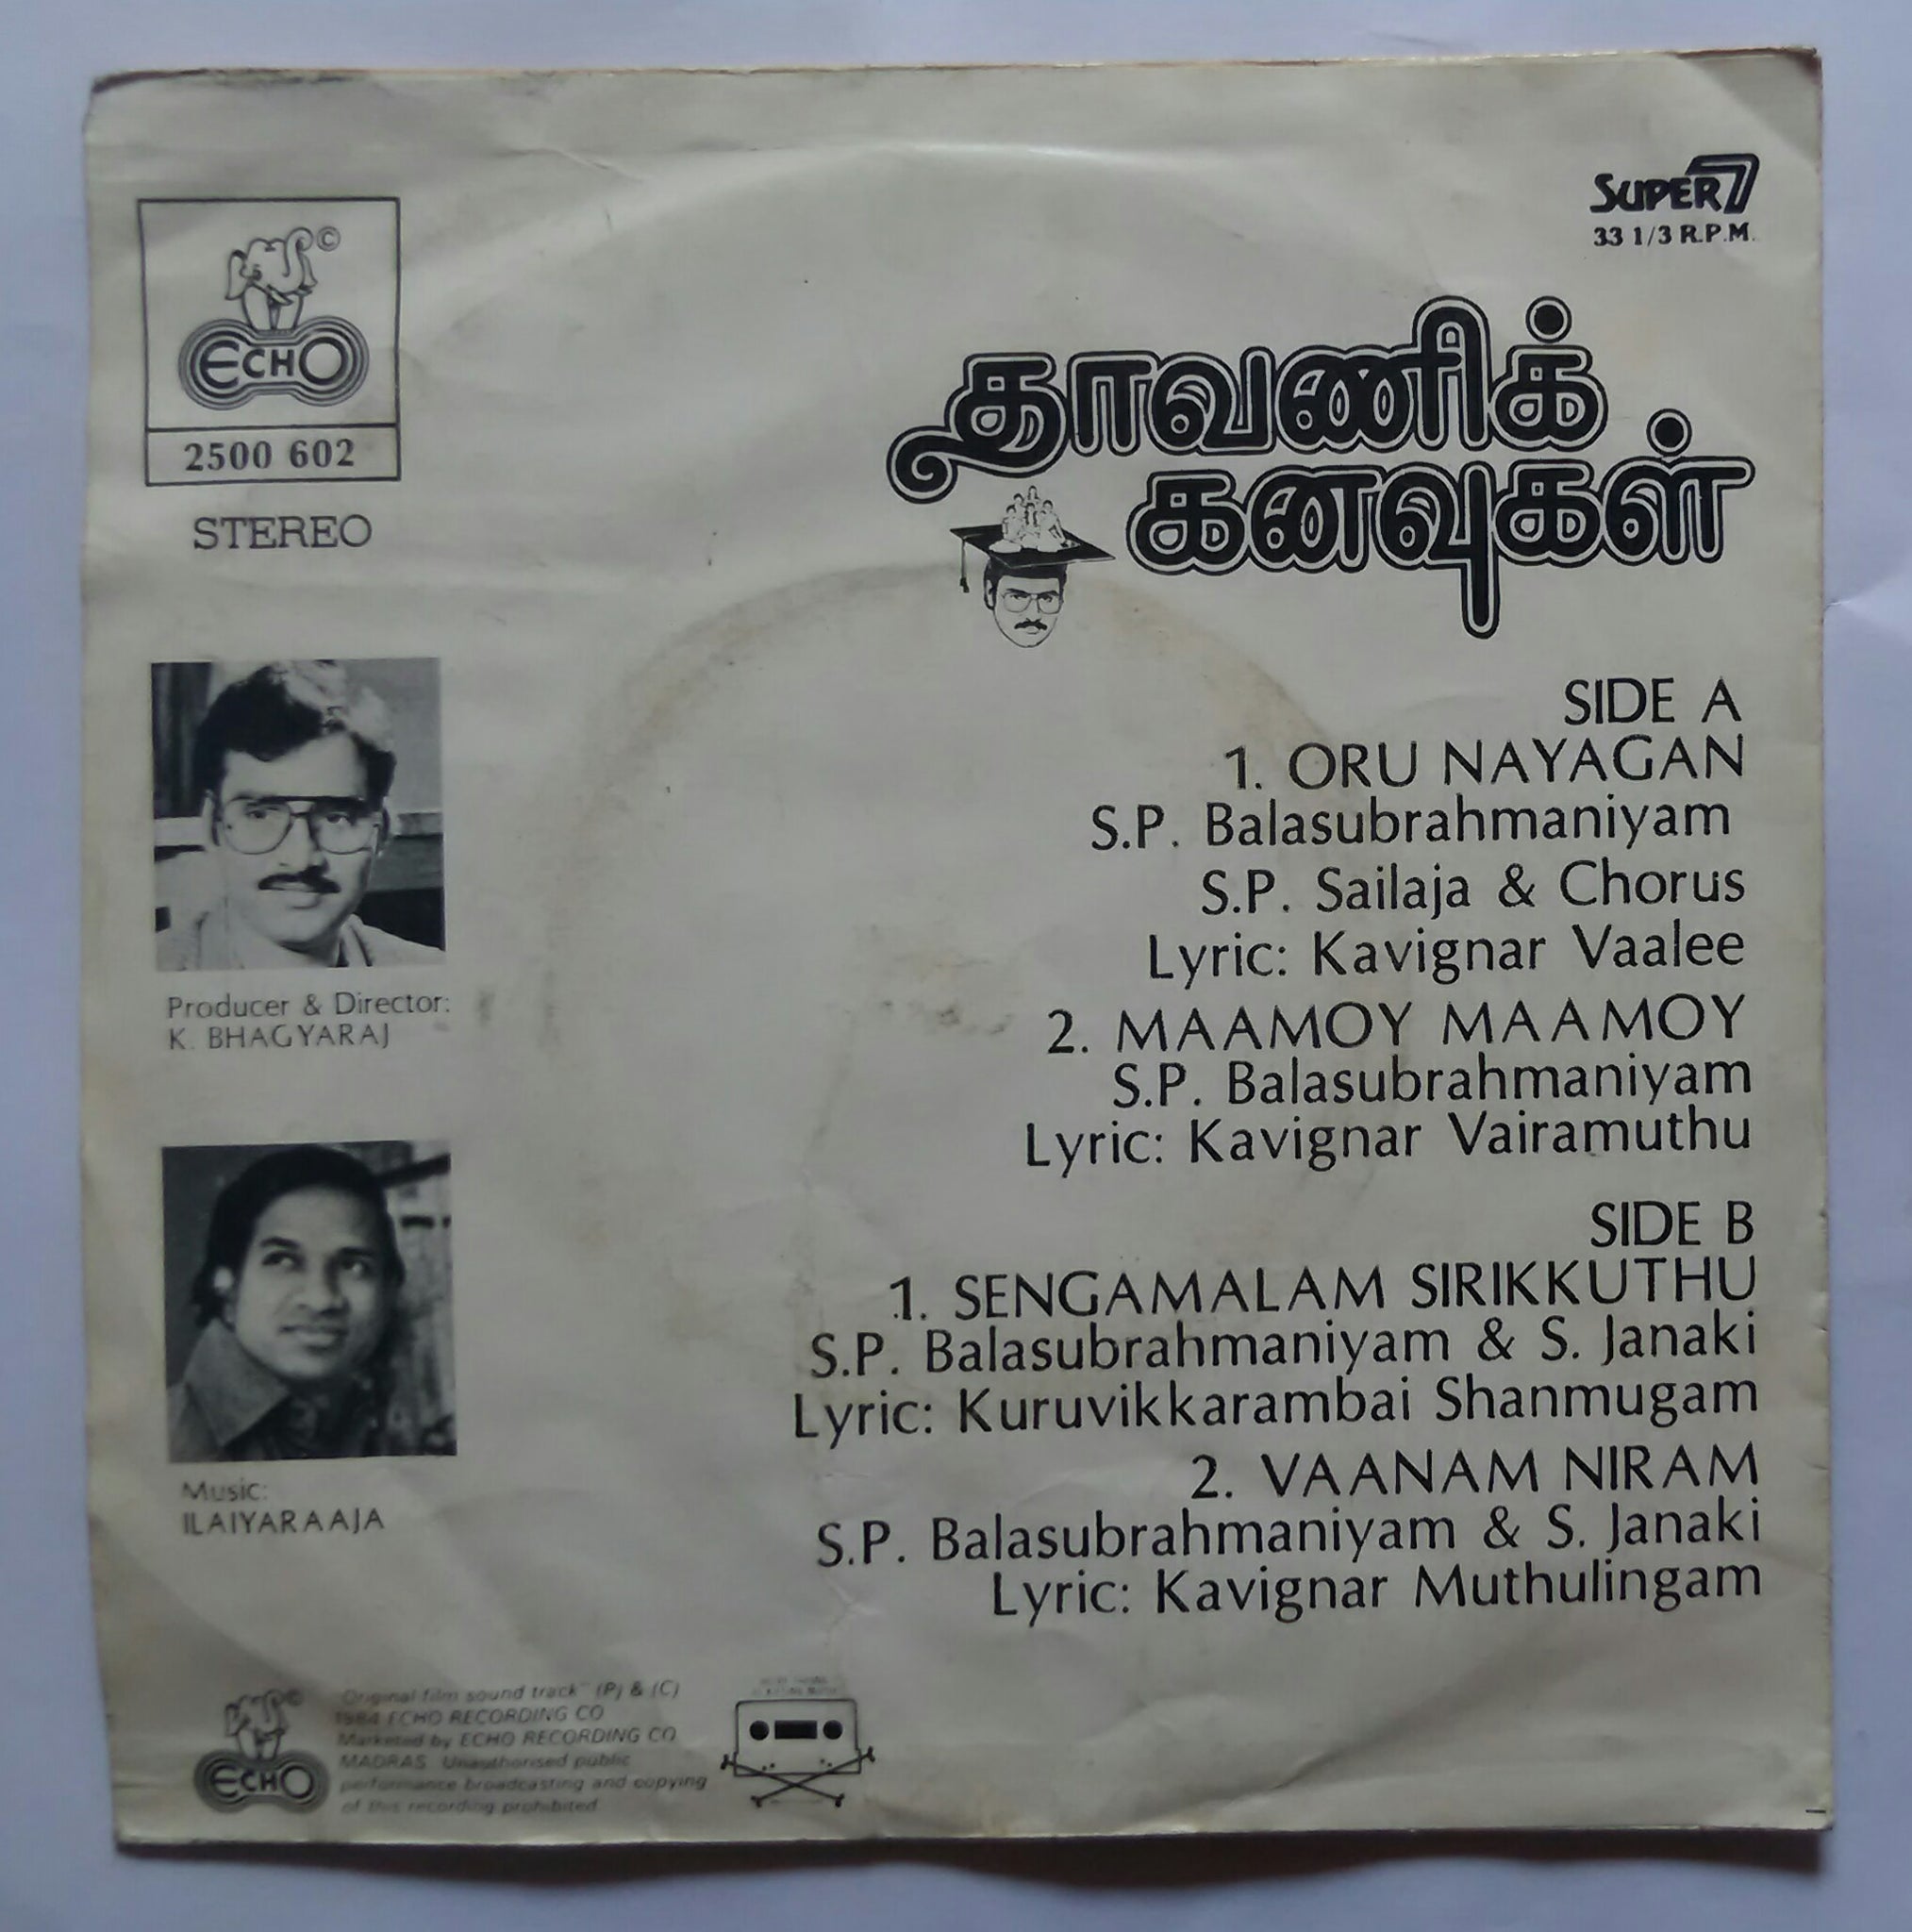 ©
ECHO
2500 602
STEREO
SUPER 7
33 1/3 R.P.M.
தாவணிக்
கனவுகள்
Producer & Director:
K. BHAGYARAJ
Music:
ILAIYARAAJA
SIDE A
1. ORU NAYAGAN
S.P. Balasubrahmaniyam
S.P. Sailaja & Chorus
Lyric: Kavignar Vaalee
2. MAAMOY MAAMOY
S.P. Balasubrahmaniyam
Lyric: Kavignar Vairamuthu
SIDE B
1. SENGAMALAM SIRIKKUTHU
S.P. Balasubrahmaniyam & S. Janaki
Lyric: Kuruvikkarambai Shanmugam
2. VAANAM NIRAM
S.P. Balasubrahmaniyam & S. Janaki
Lyric: Kavignar Muthulingam
©
ECHO
"Original film sound track" (P) & (C)
1984 ECHO RECORDING CO
Marketed by ECHO RECORDING CO
MADRAS Unauthorised public
performance broadcasting and copying
of this recording prohibited